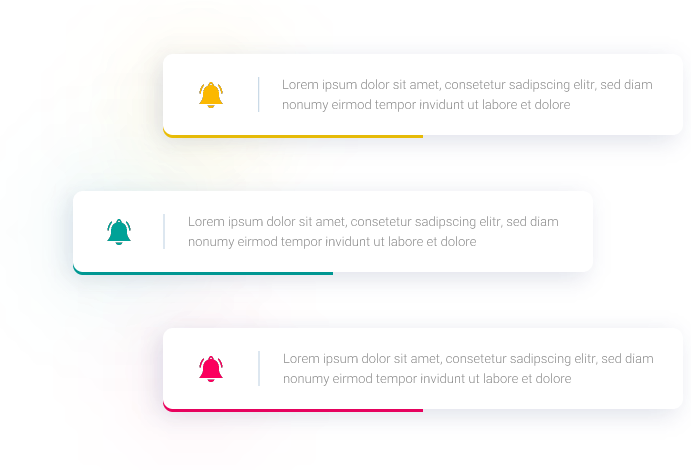 Lorem ipsum dolor sit amet, consetetur sadipscing elitr, sed diam
nonumy eirmod tempor invidunt ut labore et dolore
Lorem ipsum dolor sit amet, consetetur sadipscing elitr, sed diam
nonumy eirmod tempor invidunt ut labore et dolore
Lorem ipsum dolor sit amet, consetetur sadipscing elitr, sed diam
nonumy eirmod tempor invidunt ut labore et dolore